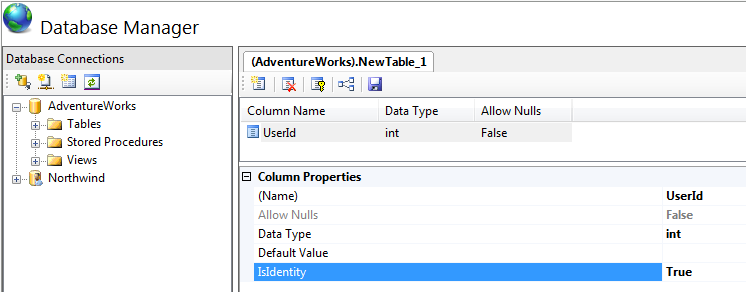 Database Manager
Database Connections
AdventureWorks
Tables
Stored Procedures
Views
Northwind
(AdventureWorks).NewTable_1
Column Name Data Type Allow Nulls
UserId int False
Column Properties
(Name) UserId
Allow Nulls False
Data Type int
Default Value
IsIdentity True